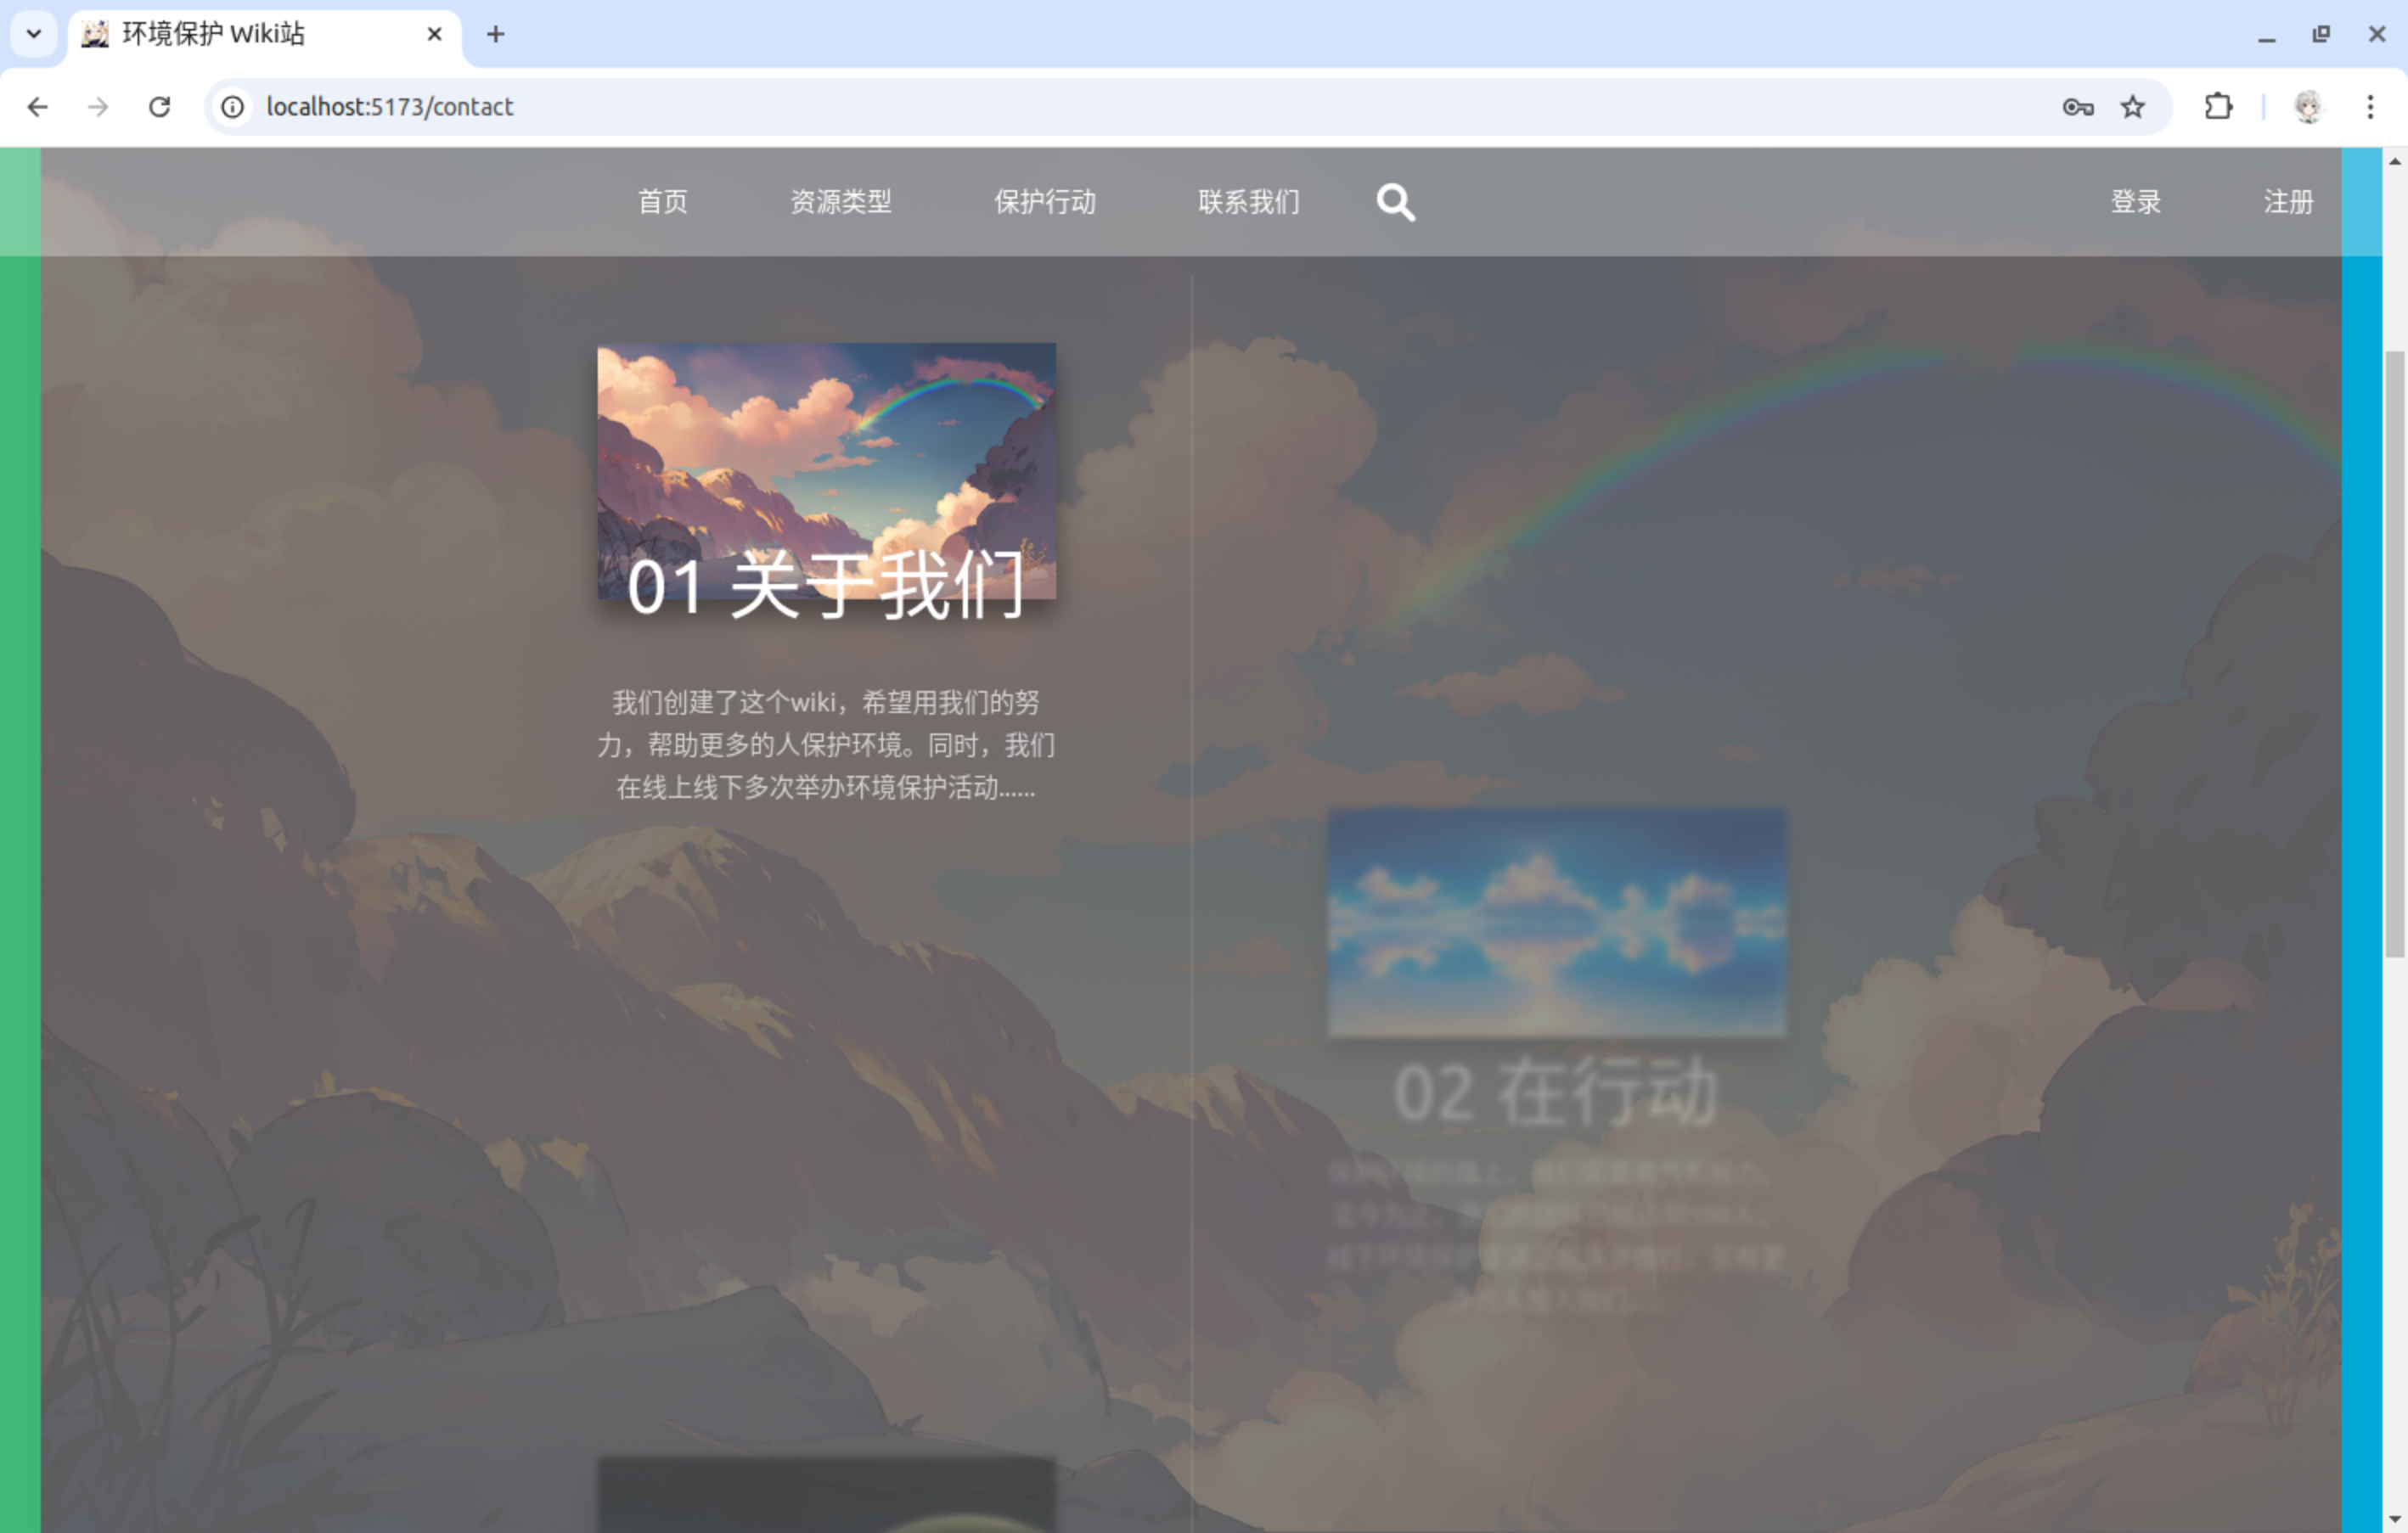 环境保护 Wiki站
localhost:5173/contact
首页
资源类型
保护行动
联系我们
登录
注册
01 关于我们
我们创建了这个wiki，希望用我们的努
力，帮助更多的人保护环境。同时，我们
在线上线下多次举办环境保护活动......
02 在行动